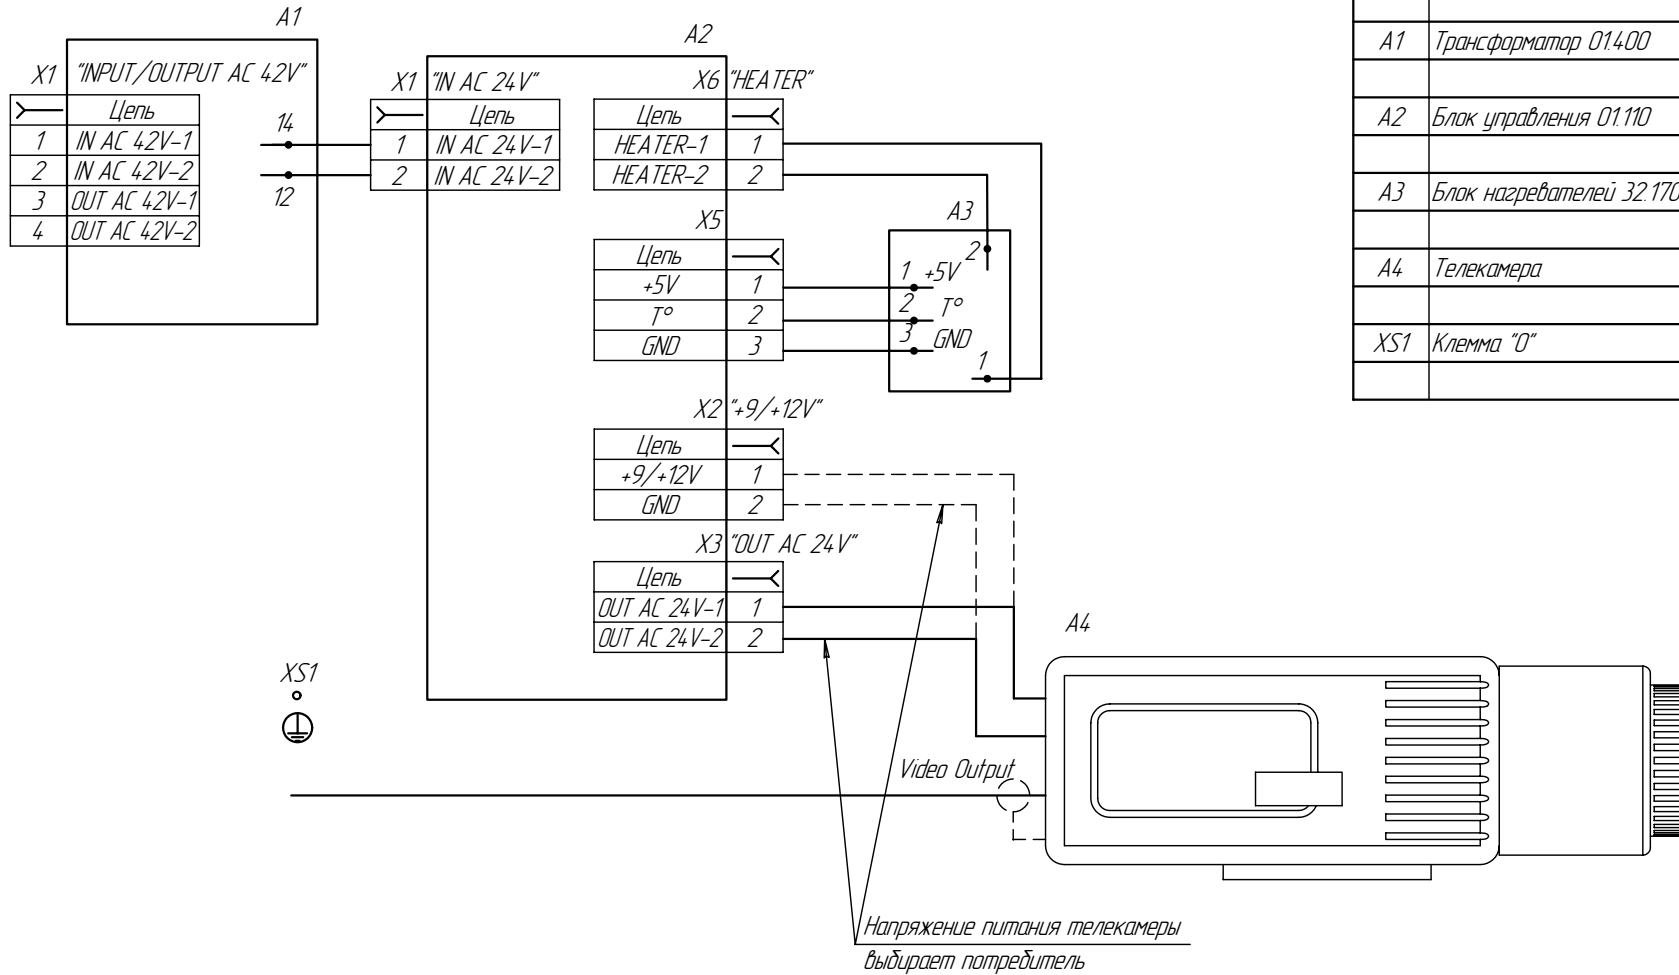 A1
X1 "INPUT/OUTPUT AC 42V"
Цепь
1 IN AC 42V-1
2 IN AC 42V-2
3 OUT AC 42V-1
4 OUT AC 42V-2
14
12
A2
X1 "IN AC 24V"
Цепь
1 IN AC 24V-1
2 IN AC 24V-2
X6 "HEATER"
Цепь
HEATER-1 1
HEATER-2 2
X5
Цепь
+5V 1
T° 2
GND 3
A3
2
1 +5V
2 T°
3 GND
1
X2 "+9/+12V"
Цепь
+9/+12V 1
GND 2
X3 "OUT AC 24V"
Цепь
OUT AC 24V-1 1
OUT AC 24V-2 2
XS1
A4
Video Output
Напряжение питания телекамеры
выбирает потребитель
A1 Трансформатор 01.400
A2 Блок управления 01.110
A3 Блок нагревателей 32.170
A4 Телекамера
XS1 Клемма "0"